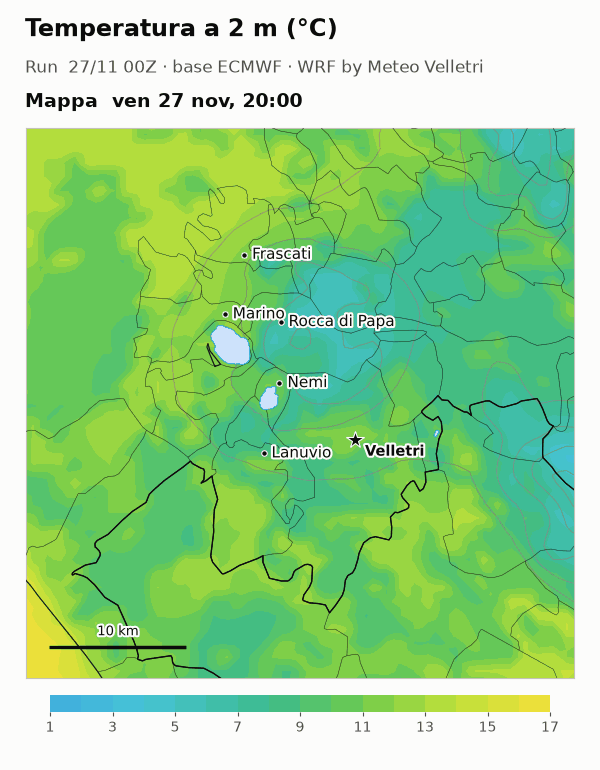 Temperatura a 2 m (°C)
Run  27/11 00Z · base ECMWF · WRF by Meteo Velletri
Mappa  ven 27 nov, 20:00
Frascati
Marino
Rocca di Papa
Nemi
Velletri
Lanuvio
10 km
1 3 5 7 9 11 13 15 17